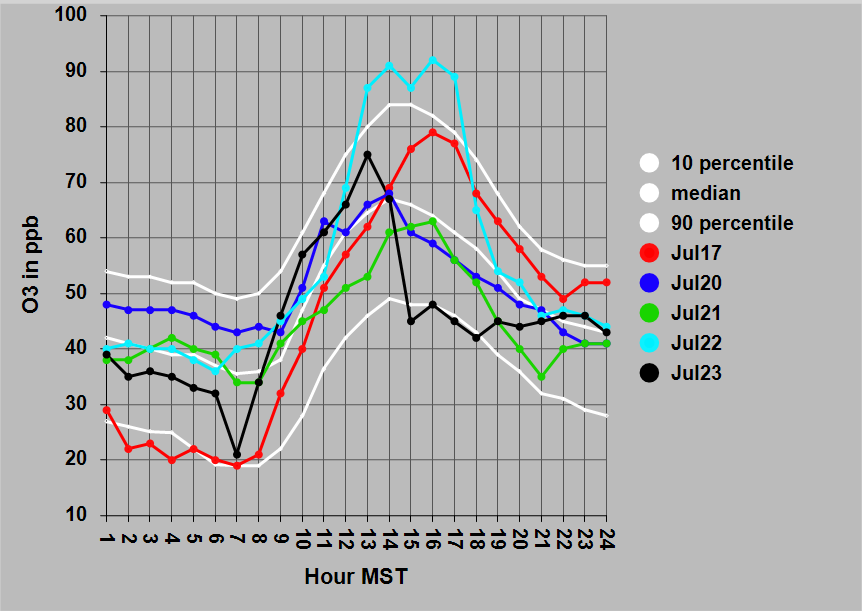 100
90
80
70
60
50
40
30
20
10
O3 in ppb
1 2 3 4 5 6 7 8 9 10 11 12 13 14 15 16 17 18 19 20 21 22 23 24
Hour MST
10 percentile
median
90 percentile
Jul17
Jul20
Jul21
Jul22
Jul23